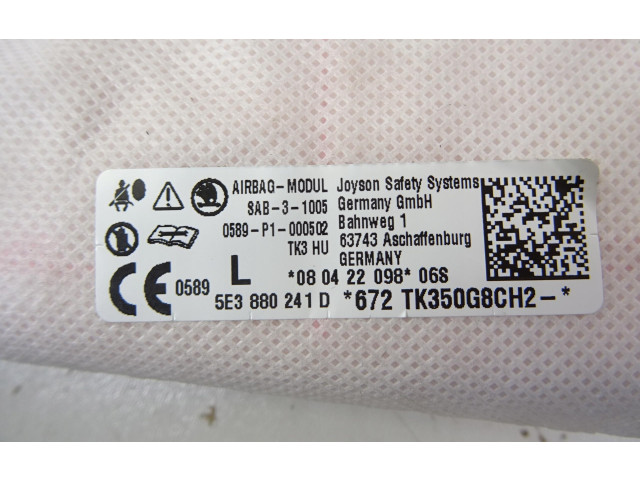 AIRBAG-MODUL
SAB-3-1005
0589-P1-000502
TK3 HU
Joyson Safety Systems
Germany GmbH
Bahnweg 1
63743 Aschaffenburg
GERMANY
CE 0589
L
*08 04 22 098* 06S
5E3 880 241 D *672 TK350G8CH2-*